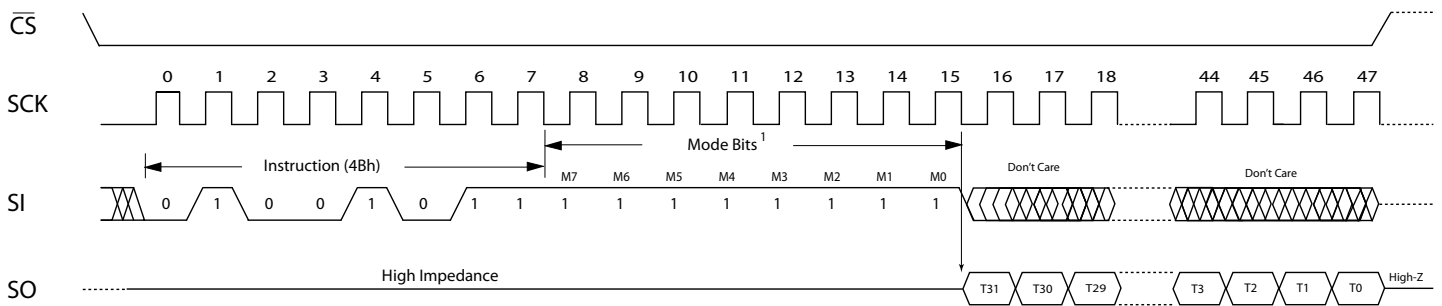 CS
0 1 2 3 4 5 6 7 8 9 10 11 12 13 14 15 16 17 18 44 45 46 47
SCK
Mode Bits 1
Instruction (4Bh)
Don't Care
Don't Care
M7 M6 M5 M4 M3 M2 M1 M0
SI 0 1 0 0 1 0 1 1 1 1 1 1 1 1 1 1
High Impedance
SO T31 T30 T29 T3 T2 T1 T0 High-Z